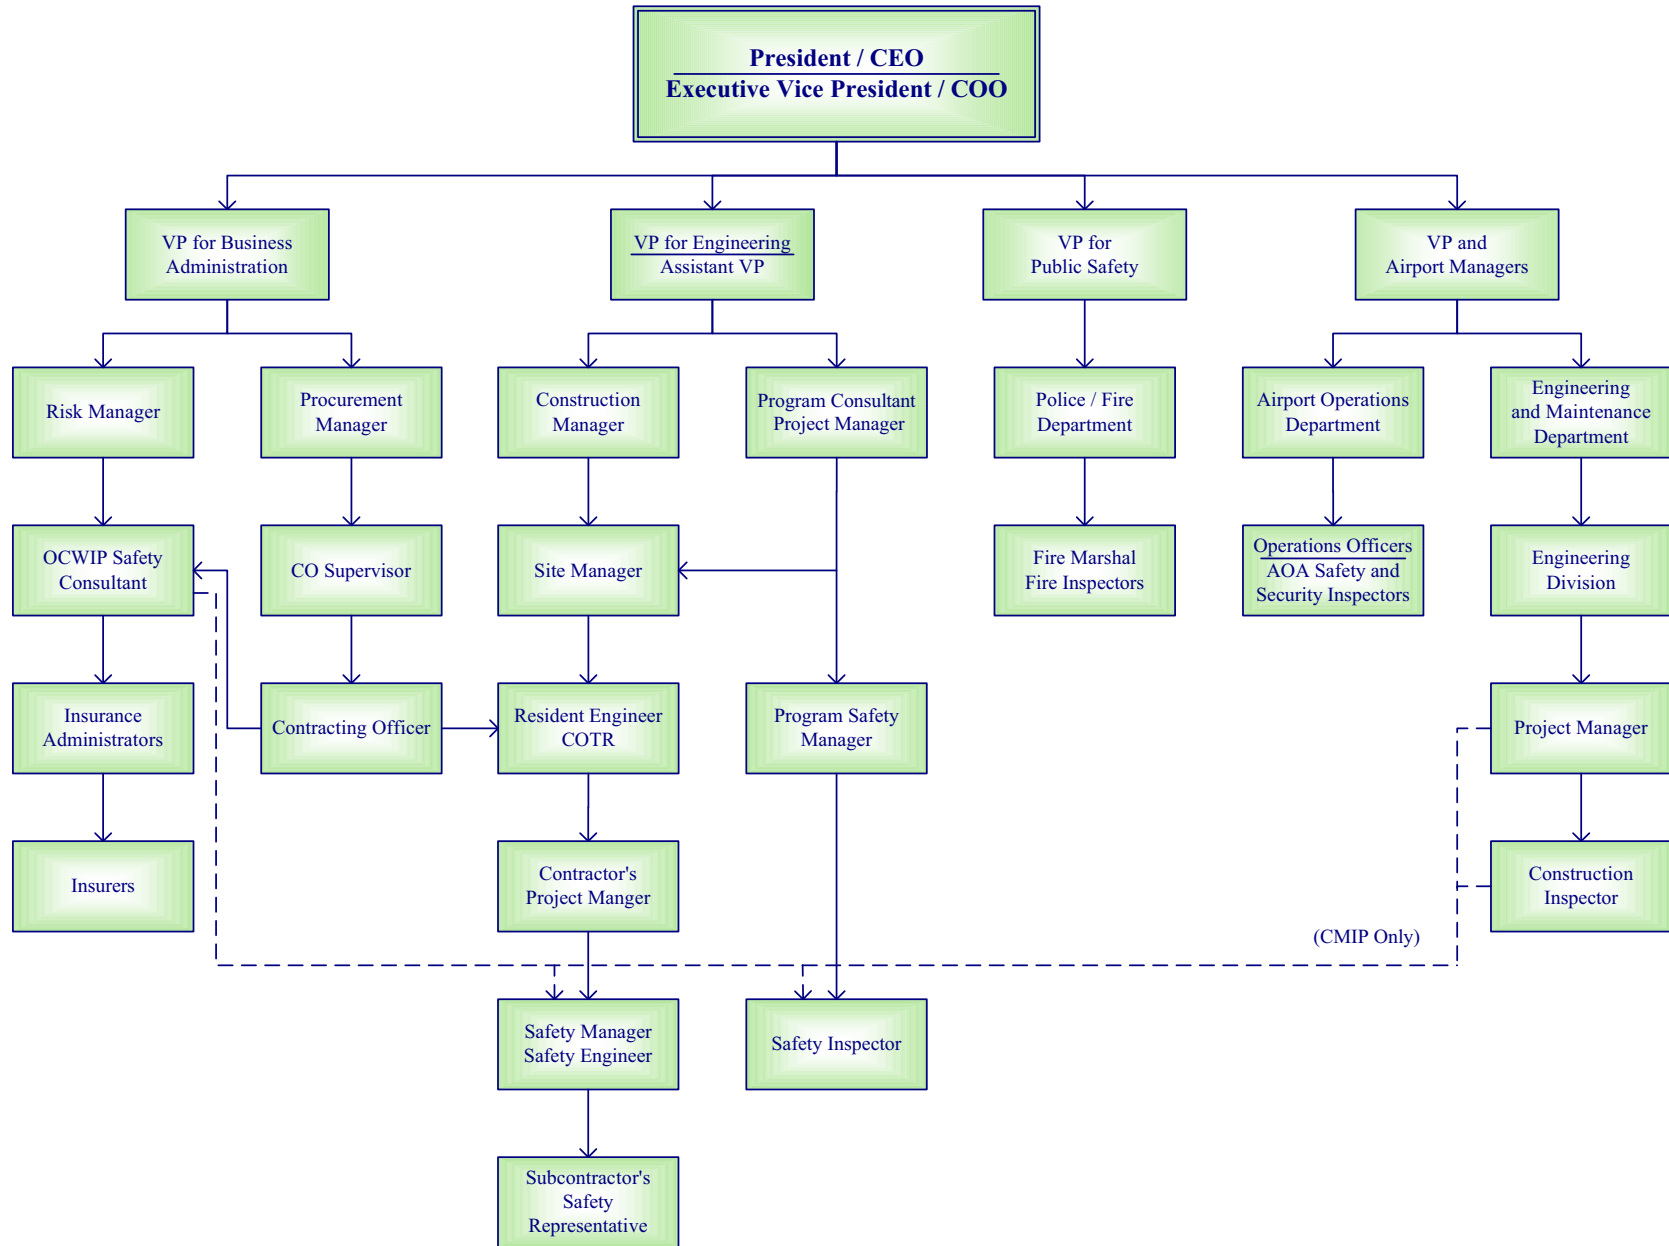 President / CEO
Executive Vice President / COO
VP for Business
Administration
VP for Engineering
Assistant VP
VP for
Public Safety
VP and
Airport Managers
Risk Manager
Procurement
Manager
Construction
Manager
Program Consultant
Project Manager
Police / Fire
Department
Airport Operations
Department
Engineering
and Maintenance
Department
OCWIP Safety
Consultant
CO Supervisor
Site Manager
Fire Marshal
Fire Inspectors
Operations Officers
AOA Safety and
Security Inspectors
Engineering
Division
Insurance
Administrators
Contracting Officer
Resident Engineer
COTR
Program Safety
Manager
Project Manager
Insurers
Contractor's
Project Manger
Construction
Inspector
(CMIP Only)
Safety Manager
Safety Engineer
Safety Inspector
Subcontractor's
Safety
Representative